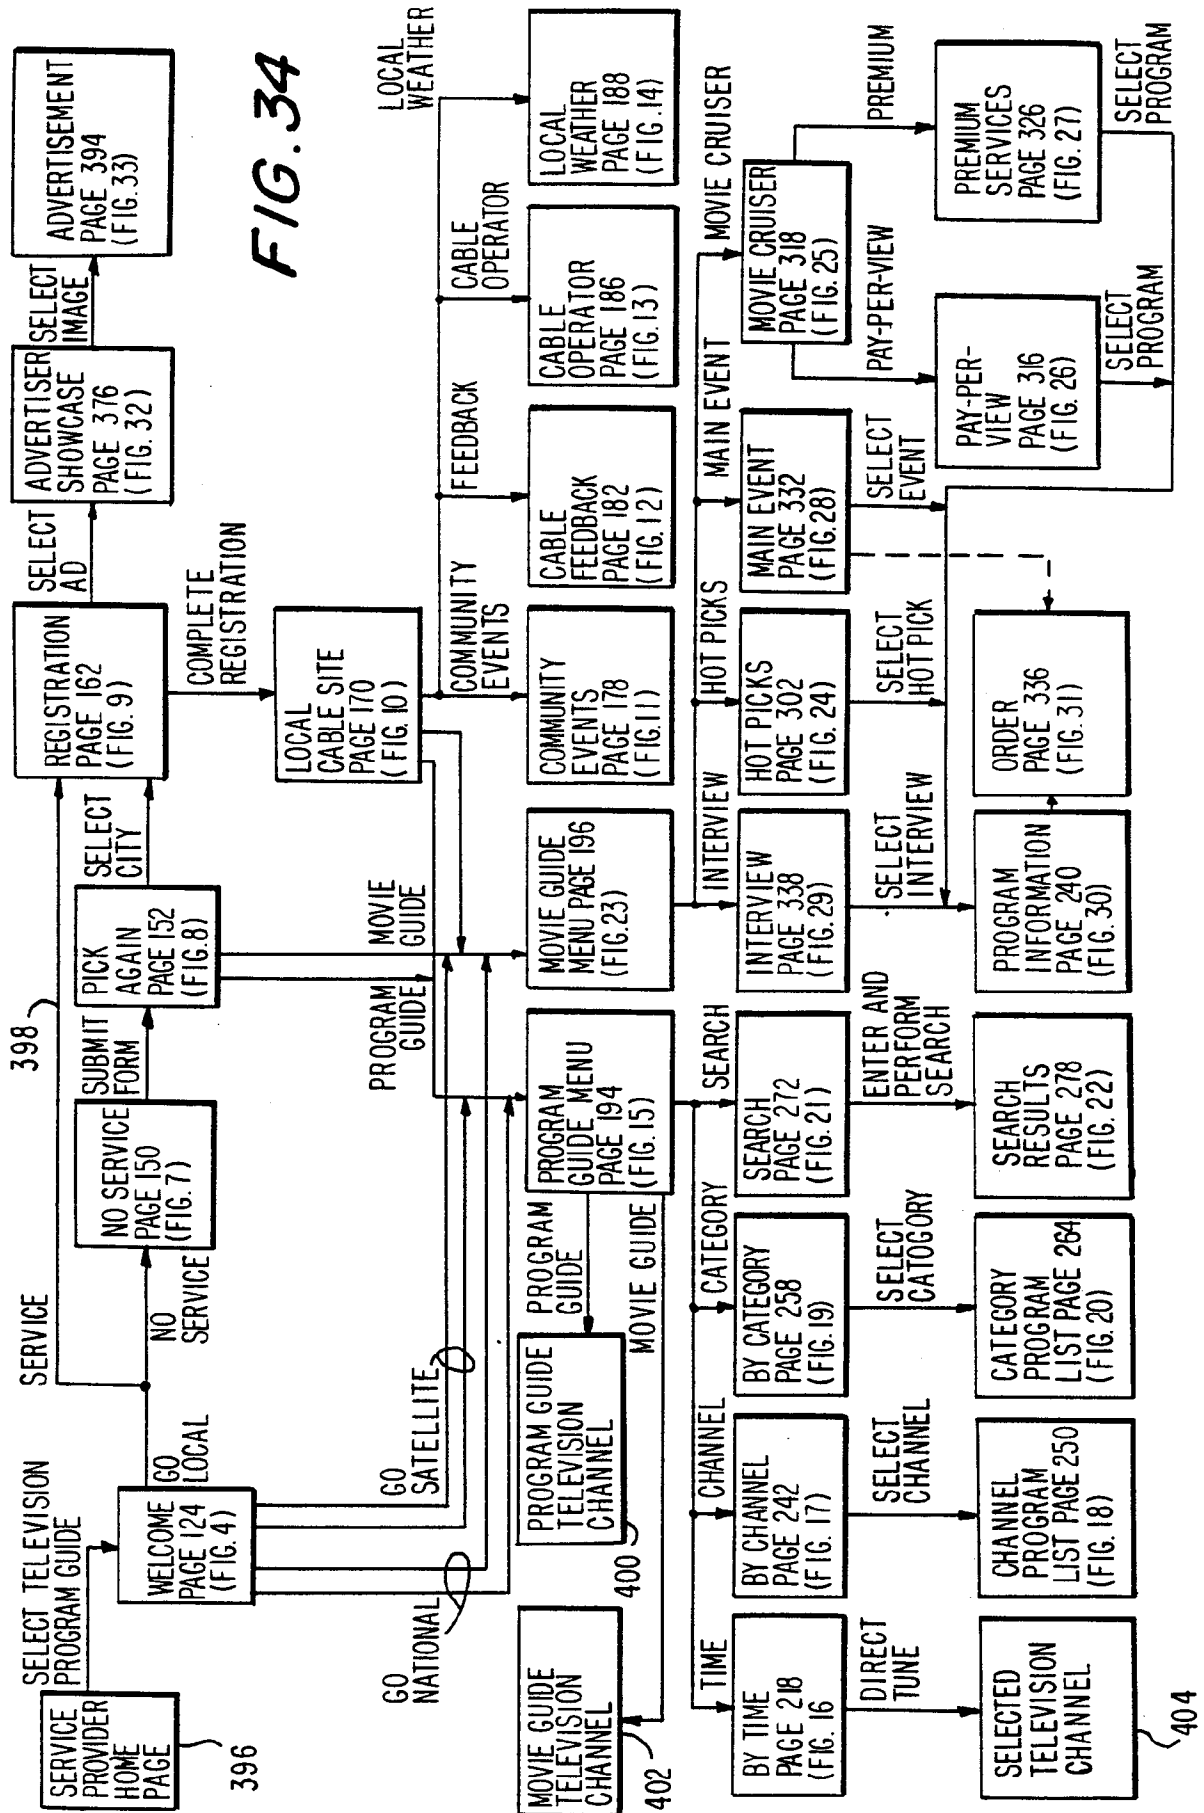 FIG. 34
SELECT TELEVISION
PROGRAM GUIDE
SERVICE
PROVIDER
HOME
PAGE
396
WELCOME
PAGE 124
(FIG. 4)
GO
LOCAL
SERVICE
NO
SERVICE
398
NO SERVICE
PAGE 150
(FIG. 7)
SUBMIT
FORM
PICK
AGAIN
PAGE 152
(FIG. 8)
SELECT
CITY
REGISTRATION
PAGE 162
(FIG. 9)
SELECT
AD
ADVERTISER
SHOWCASE
PAGE 376
(FIG. 32)
SELECT
IMAGE
ADVERTISEMENT
PAGE 394
(FIG. 33)
COMPLETE
REGISTRATION
LOCAL
CABLE SITE
PAGE 170
(FIG. 10)
GO
NATIONAL
GO
SATELLITE
PROGRAM
GUIDE
MOVIE
GUIDE
COMMUNITY
EVENTS
FEEDBACK
CABLE
OPERATOR
LOCAL
WEATHER
MOVIE GUIDE
TELEVISION
CHANNEL
402
PROGRAM GUIDE
TELEVISION
CHANNEL
400
PROGRAM
GUIDE
MOVIE GUIDE
PROGRAM
GUIDE MENU
PAGE 194
(FIG. 15)
MOVIE GUIDE
MENU PAGE 196
(FIG. 23)
COMMUNITY
EVENTS
PAGE 178
(FIG. 11)
CABLE
FEEDBACK
PAGE 182
(FIG. 12)
CABLE
OPERATOR
PAGE 186
(FIG. 13)
LOCAL
WEATHER
PAGE 188
(FIG. 14)
TIME
CHANNEL
CATEGORY
SEARCH
INTERVIEW
HOT PICKS
MAIN EVENT
MOVIE CRUISER
BY TIME
PAGE 218
(FIG. 16
BY CHANNEL
PAGE 242
(FIG. 17)
BY CATEGORY
PAGE 258
(FIG. 19)
SEARCH
PAGE 272
(FIG. 21)
INTERVIEW
PAGE 338
(FIG. 29)
HOT PICKS
PAGE 302
(FIG. 24)
MAIN EVENT
PAGE 332
(FIG. 28)
MOVIE CRUISER
PAGE 318
(FIG. 25)
DIRECT
TUNE
SELECT
CHANNEL
SELECT
CATOGORY
ENTER AND
PERFORM
SEARCH
SELECT
INTERVIEW
SELECT
HOT PICK
SELECT
EVENT
PAY-PER-VIEW
PREMIUM
PAY-PER-
VIEW
PAGE 316
(FIG. 26)
PREMIUM
SERVICES
PAGE 326
(FIG. 27)
SELECT
PROGRAM
SELECT
PROGRAM
SELECTED
TELEVISION
CHANNEL
404
CHANNEL
PROGRAM
LIST PAGE 250
(FIG. 18)
CATEGORY
PROGRAM
LIST PAGE 264
(FIG. 20)
SEARCH
RESULTS
PAGE 278
(FIG. 22)
PROGRAM
INFORMATION
PAGE 240
(FIG. 30)
ORDER
PAGE 336
(FIG. 31)